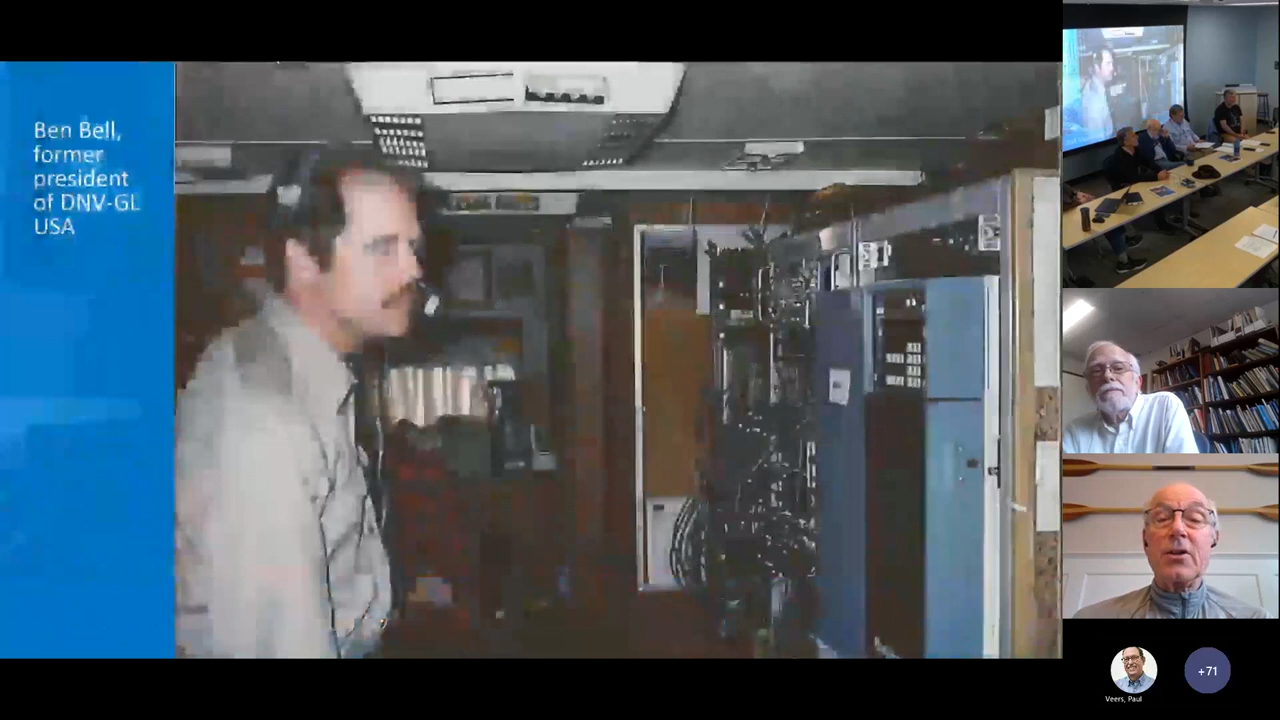 Ben Bell,
former
president
of DNV-GL
USA
Veers, Paul
+71